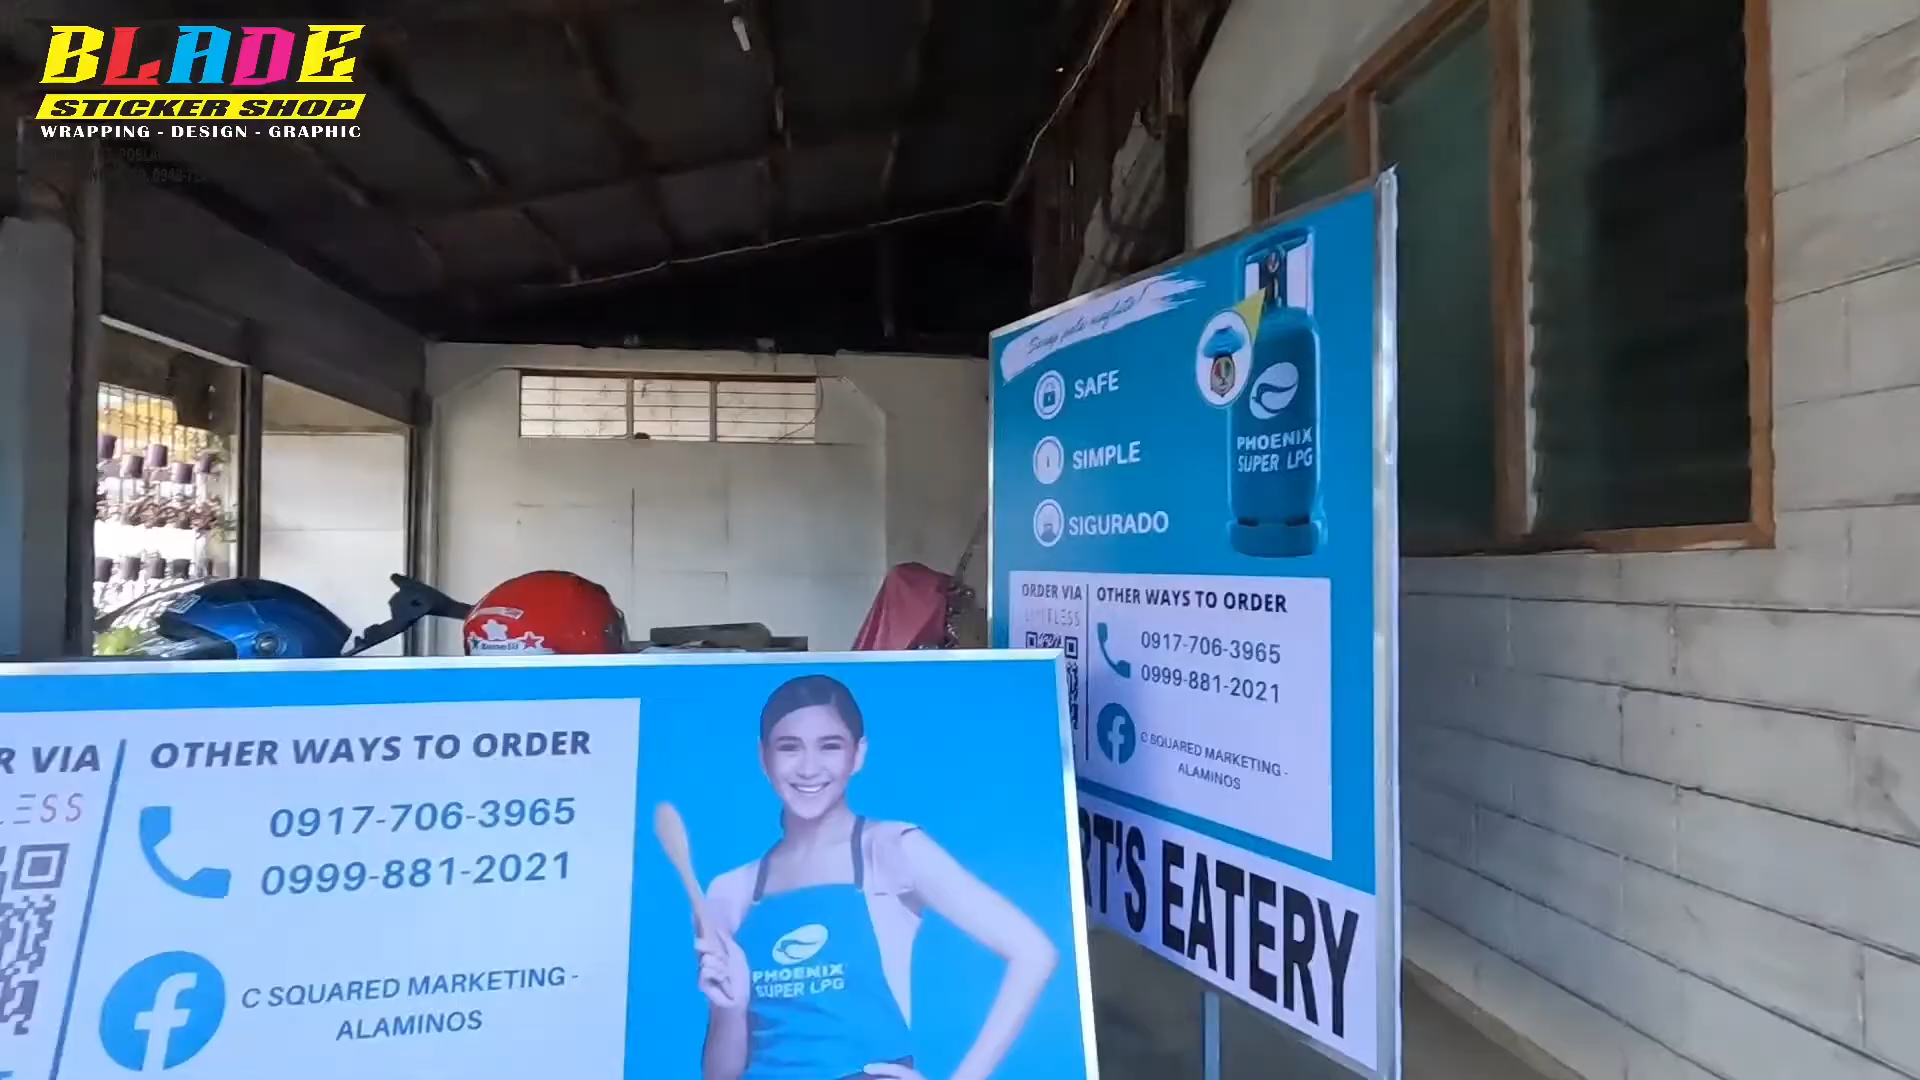 BLADE
STICKER SHOP
WRAPPING - DESIGN - GRAPHIC
SAFE
SIMPLE
SIGURADO
PHOENIX
SUPER LPG
ORDER VIA
OTHER WAYS TO ORDER
0917-706-3965
0999-881-2021
C SQUARED MARKETING -
ALAMINOS
RT'S EATERY
R VIA
LESS
OTHER WAYS TO ORDER
0917-706-3965
0999-881-2021
C SQUARED MARKETING -
ALAMINOS
PHOENIX
SUPER LPG